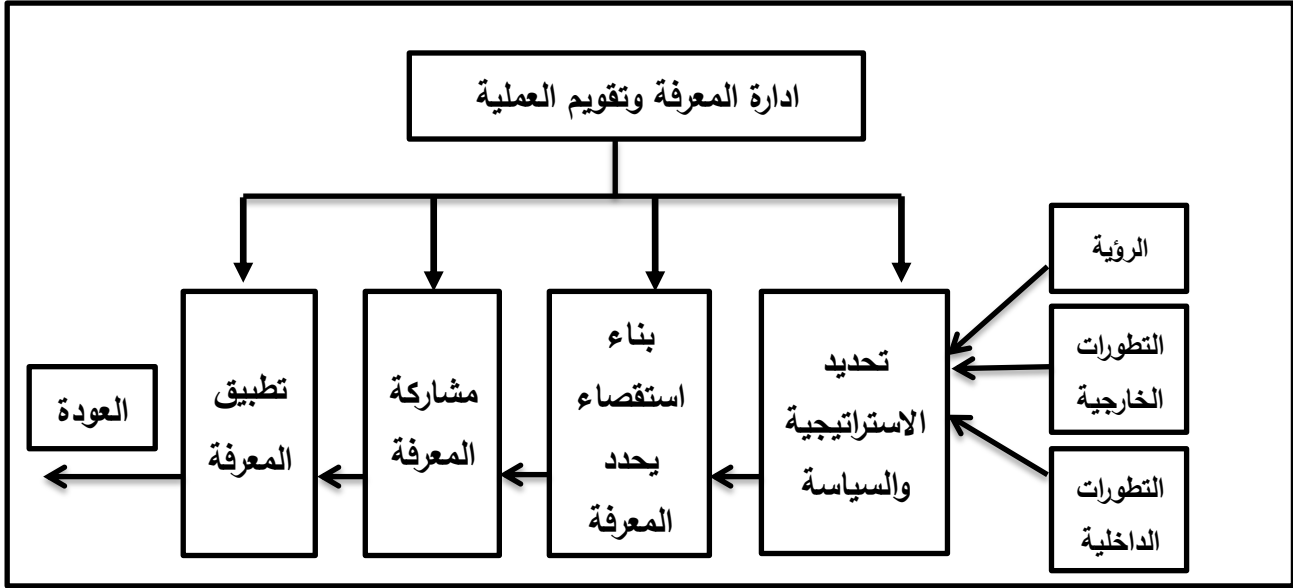 ادارة المعرفة وتقويم العملية
الرؤية
التطورات
الخارجية
التطورات
الداخلية
تحديد
الاستراتيجية
والسياسة
بناء
استقصاء
يحدد
المعرفة
مشاركة
المعرفة
تطبيق
المعرفة
العودة